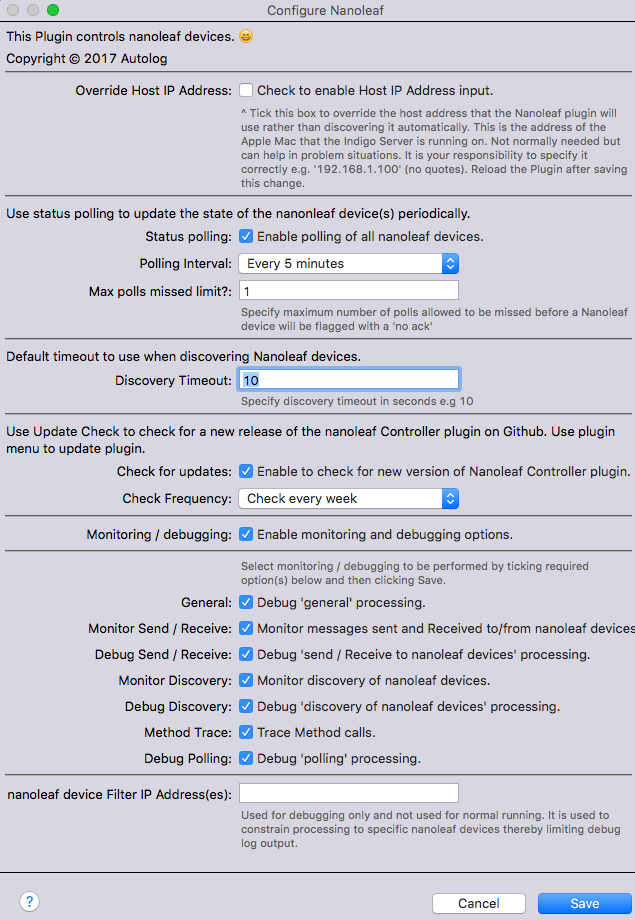 Configure Nanoleaf
This Plugin controls nanoleaf devices. 😀
Copyright © 2017 Autolog
Override Host IP Address: Check to enable Host IP Address input.
^ Tick this box to override the host address that the Nanoleaf plugin will
use rather than discovering it automatically. This is the address of the
Apple Mac that the Indigo Server is running on. Not normally needed but
can help in problem situations. It is your responsibility to specify it
correctly e.g. '192.168.1.100' (no quotes). Reload the Plugin after saving
this change.
Use status polling to update the state of the nanonleaf device(s) periodically.
Status polling: Enable polling of all nanoleaf devices.
Polling Interval: Every 5 minutes
Max polls missed limit?: 1
Specify maximum number of polls allowed to be missed before a Nanoleaf
device will be flagged with a 'no ack'
Default timeout to use when discovering Nanoleaf devices.
Discovery Timeout: 10
Specify discovery timeout in seconds e.g 10
Use Update Check to check for a new release of the nanoleaf Controller plugin on Github. Use plugin
menu to update plugin.
Check for updates: Enable to check for new version of Nanoleaf Controller plugin.
Check Frequency: Check every week
Monitoring / debugging: Enable monitoring and debugging options.
Select monitoring / debugging to be performed by ticking required
option(s) below and then clicking Save.
General: Debug 'general' processing.
Monitor Send / Receive: Monitor messages sent and Received to/from nanoleaf devices
Debug Send / Receive: Debug 'send / Receive to nanoleaf devices' processing.
Monitor Discovery: Monitor discovery of nanoleaf devices.
Debug Discovery: Debug 'discovery of nanoleaf devices' processing.
Method Trace: Trace Method calls.
Debug Polling: Debug 'polling' processing.
nanoleaf device Filter IP Address(es):
Used for debugging only and not used for normal running. It is used to
constrain processing to specific nanoleaf devices thereby limiting debug
log output.
? Cancel Save